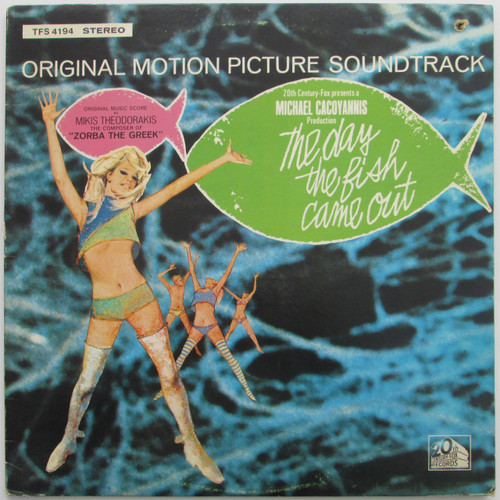 TFS 4194 STEREO
ORIGINAL MOTION PICTURE SOUNDTRACK
ORIGINAL MUSIC SCORE
BY
MIKIS THEODORAKIS
THE COMPOSER OF
"ZORBA THE GREEK"
20th Century-Fox presents a
MICHAEL CACOYANNIS
Production
The day
the fish
came out
20th
CENTURY-FOX
RECORDS